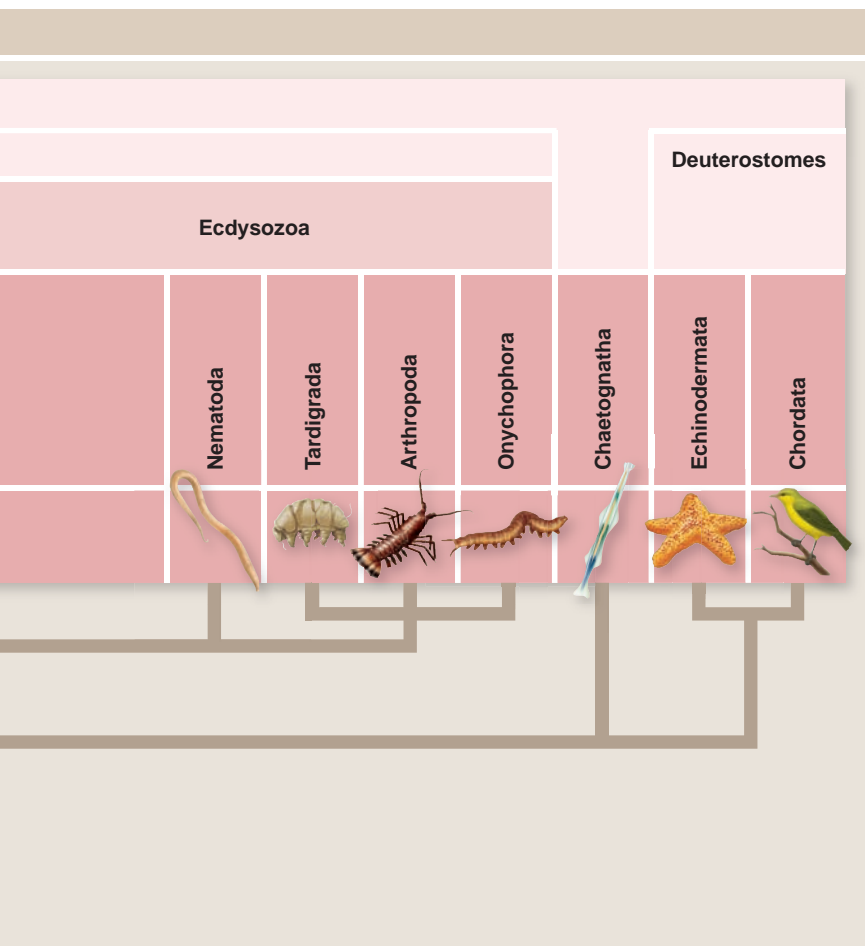 Deuterostomes
Ecdysozoa
Nematoda
Tardigrada
Arthropoda
Onychophora
Chaetognatha
Echinodermata
Chordata